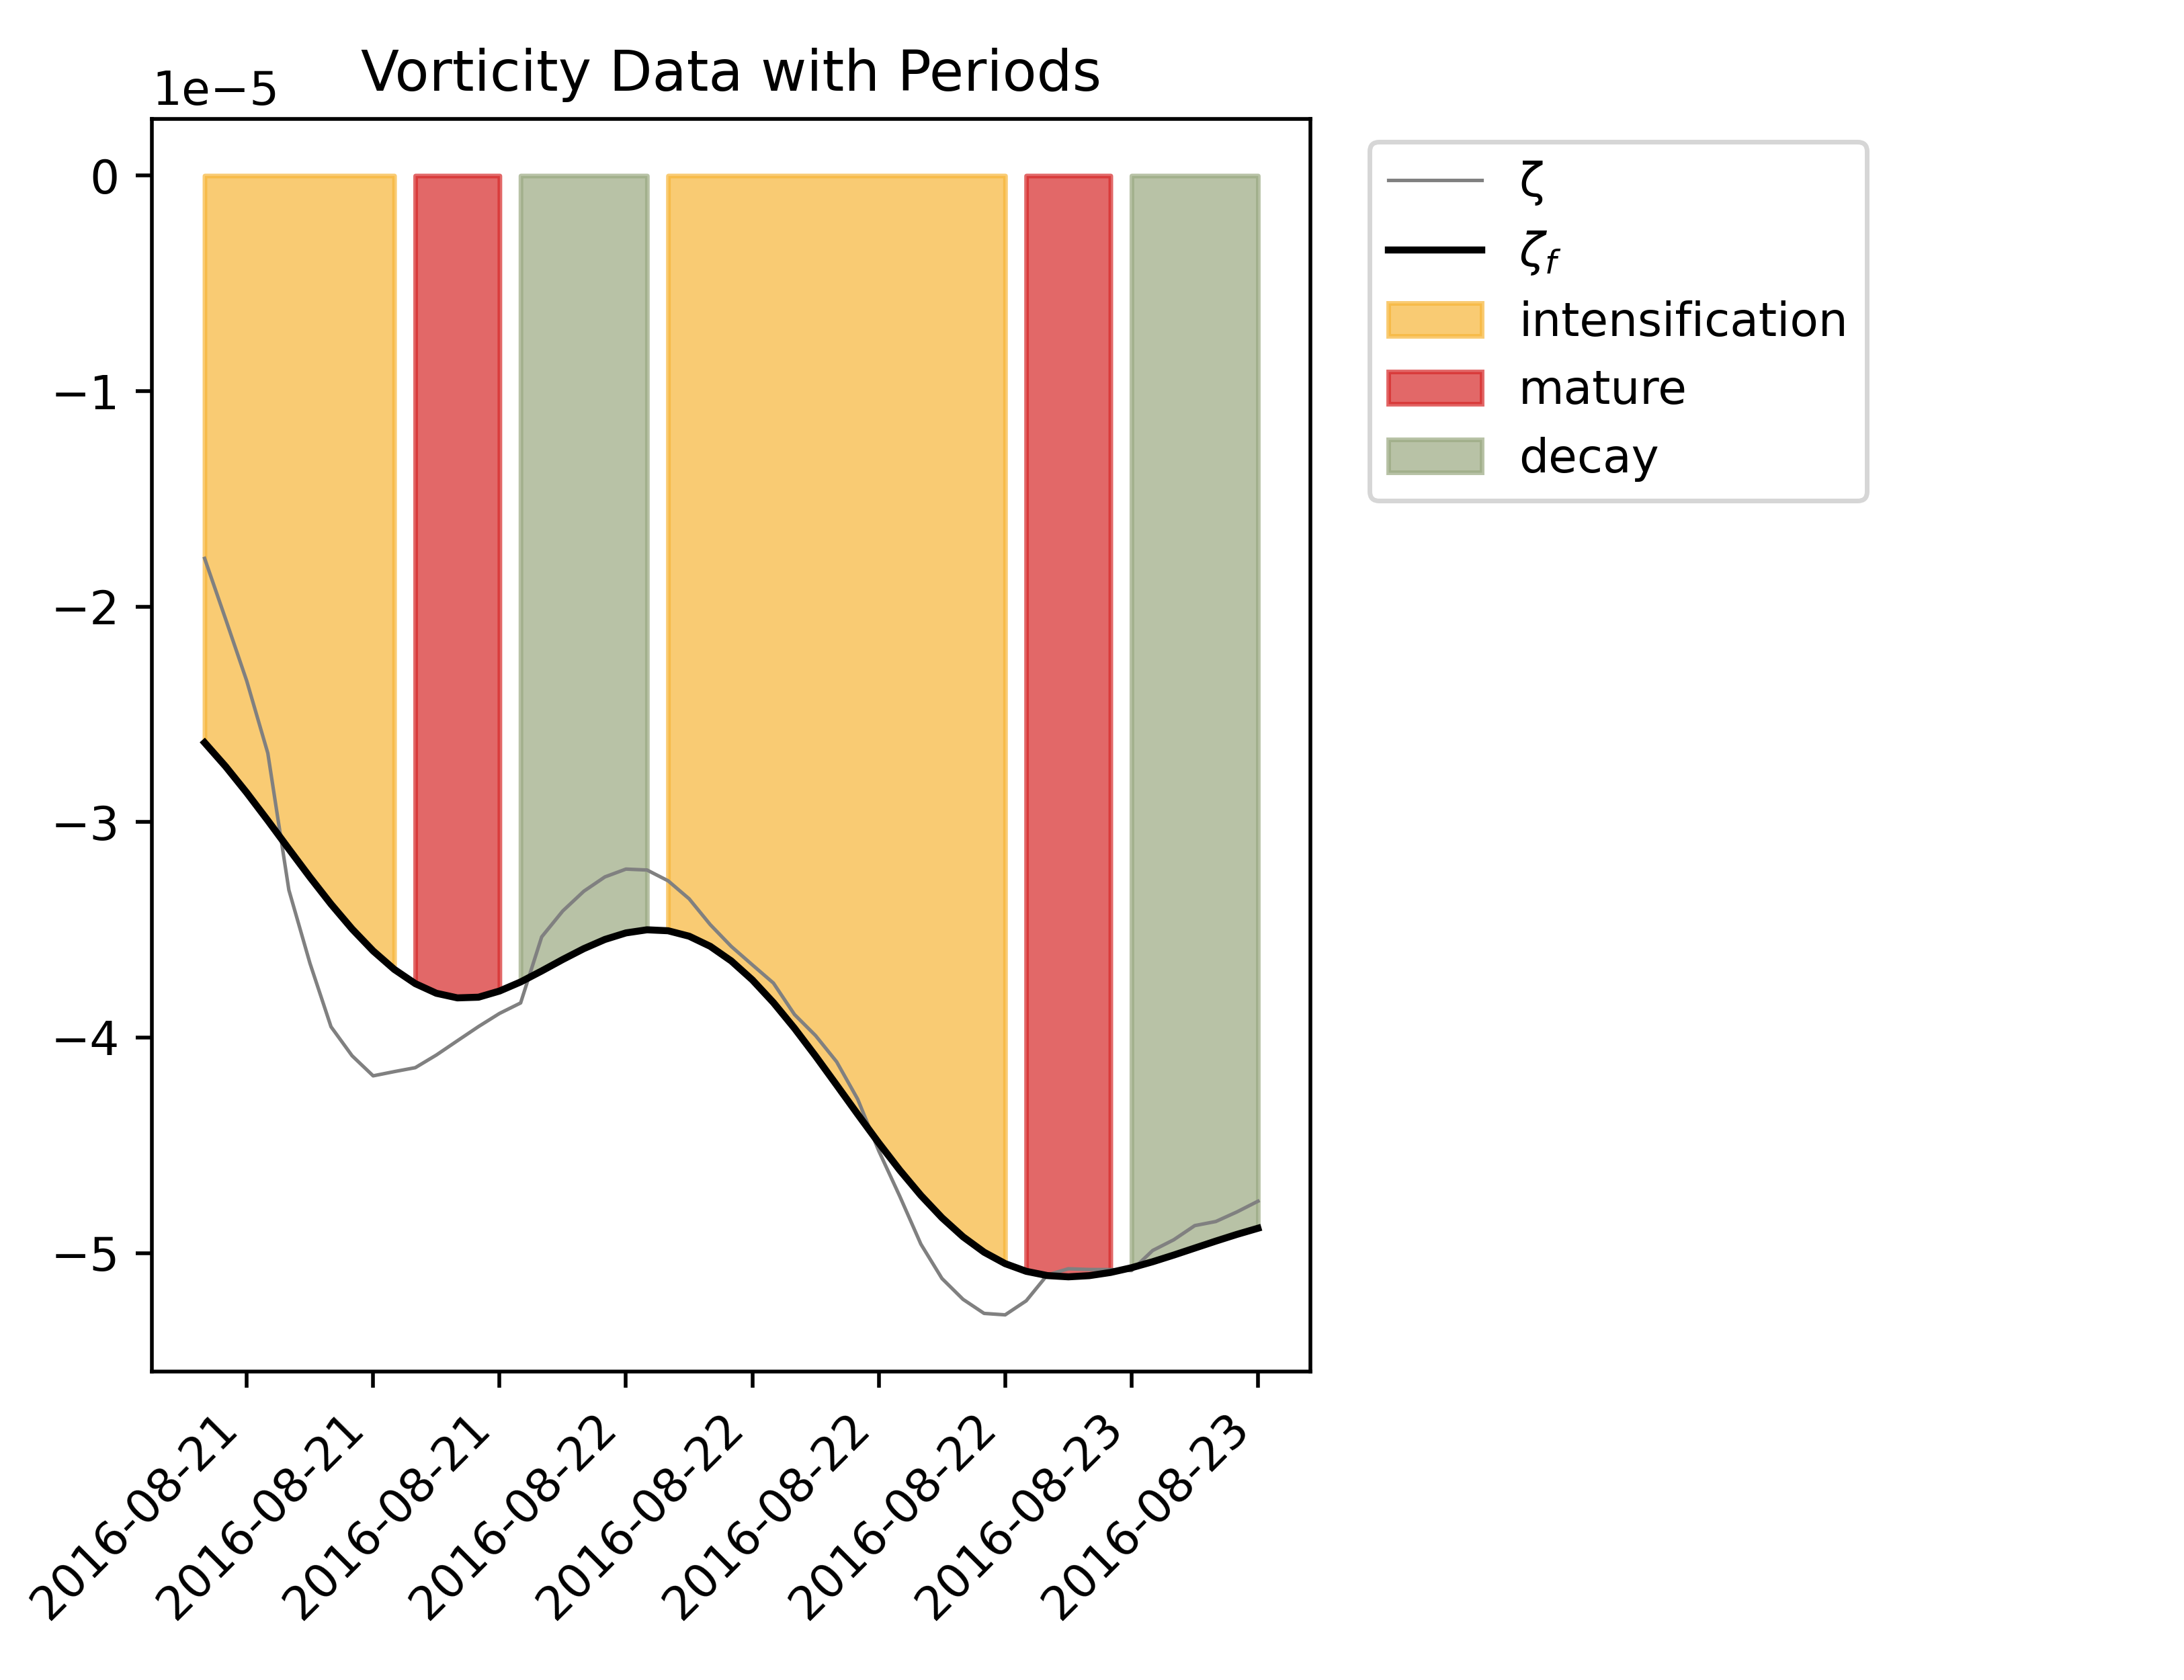 Vorticity Data with Periods
1e−5
0
−1
−2
−3
−4
−5
2016-08-21
2016-08-21
2016-08-21
2016-08-22
2016-08-22
2016-08-22
2016-08-22
2016-08-23
2016-08-23
ζ
ζf
intensification
mature
decay